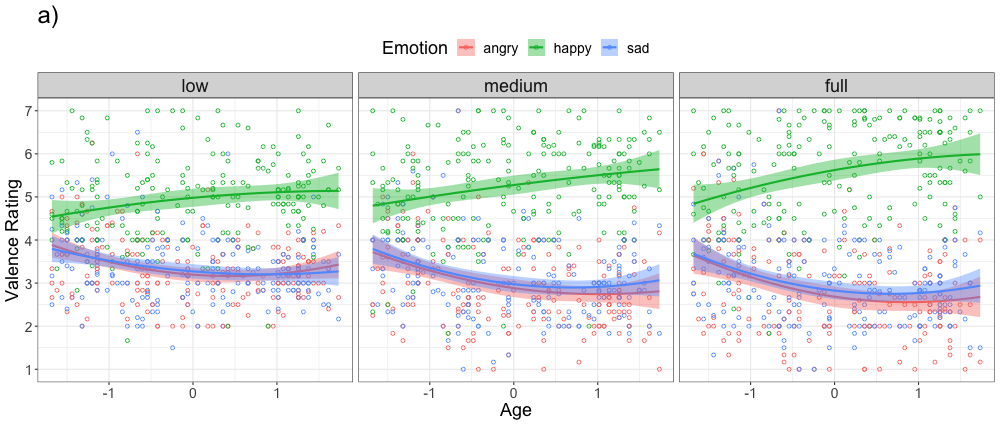 a)
Emotion angry happy sad
low medium full
Valence Rating
7
6
5
4
3
2
1
-1 0 1 -1 0 1 -1 0 1
Age